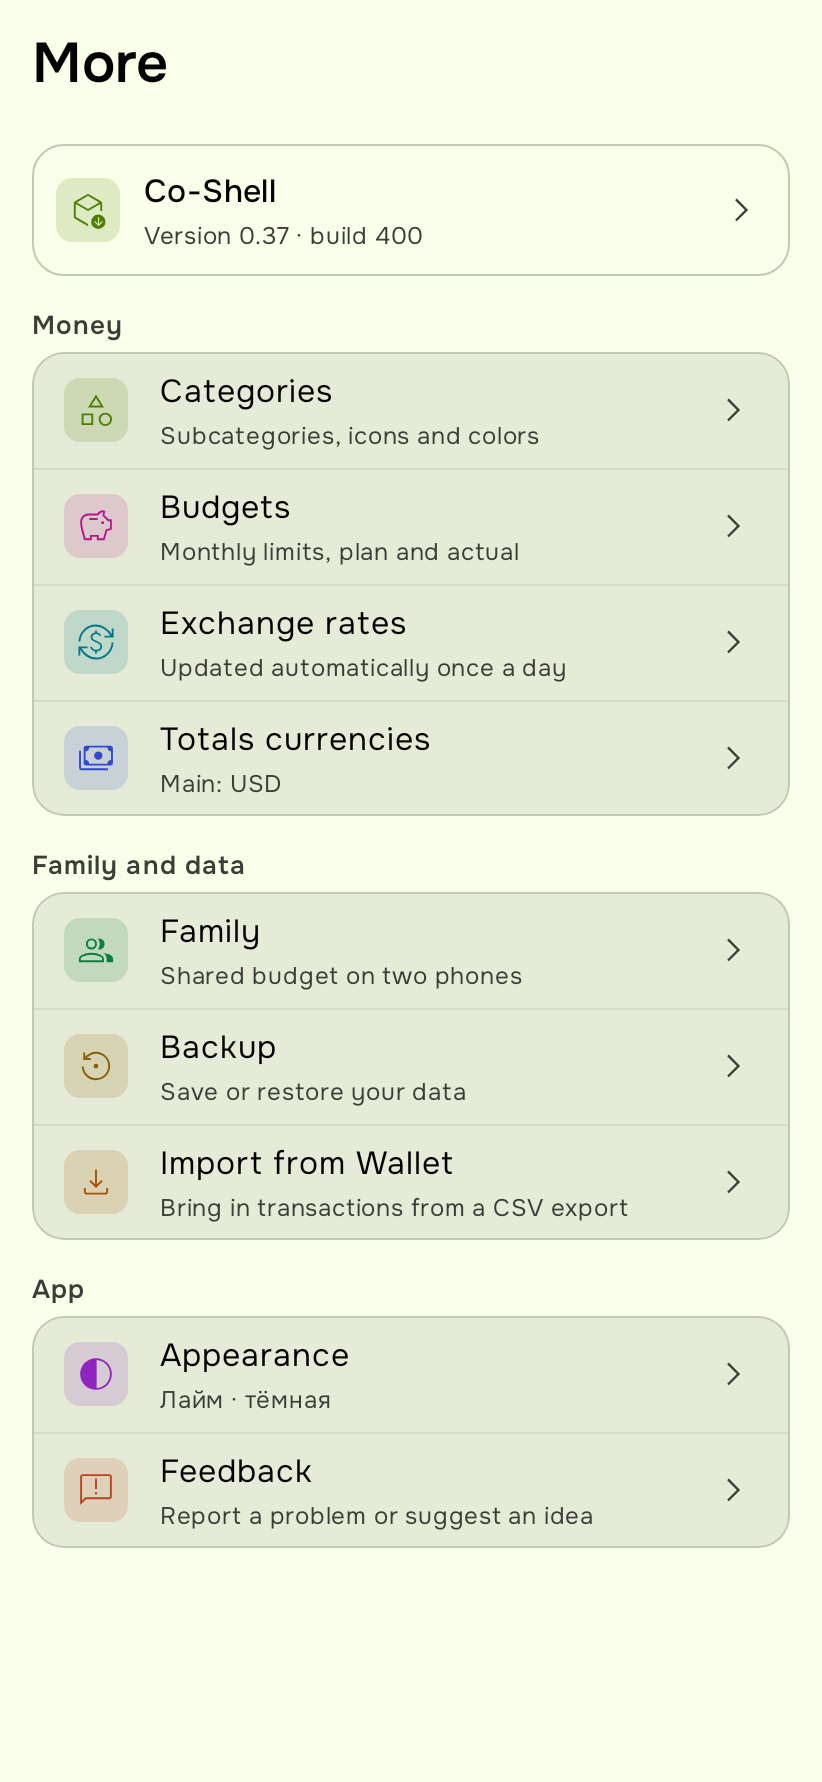 More
Co-Shell
Version 0.37 · build 400
Money
Categories
Subcategories, icons and colors
Budgets
Monthly limits, plan and actual
Exchange rates
Updated automatically once a day
Totals currencies
Main: USD
Family and data
Family
Shared budget on two phones
Backup
Save or restore your data
Import from Wallet
Bring in transactions from a CSV export
App
Appearance
Лайм · тёмная
Feedback
Report a problem or suggest an idea